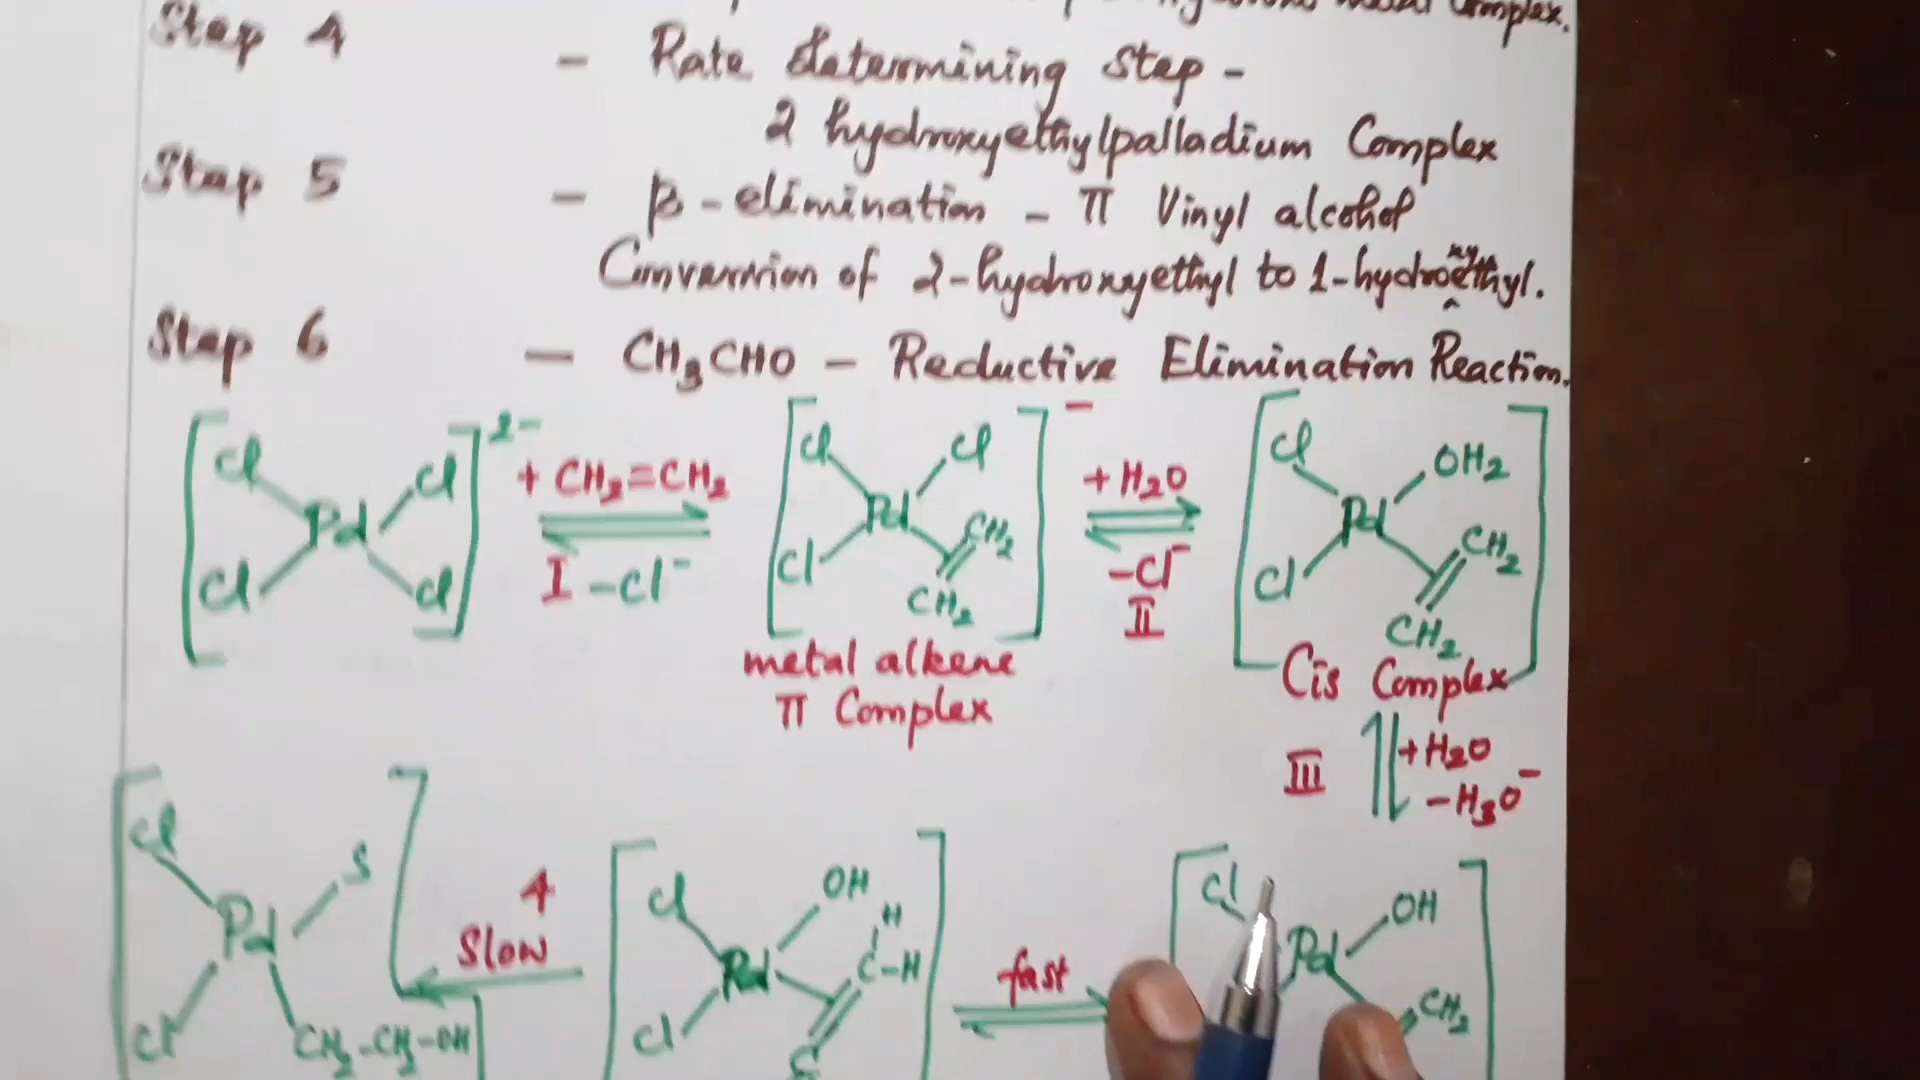 Complex.
Step 4 - Rate determining Step -
2 hydroxyethylpalladium Complex
Step 5 - β-elimination - π Vinyl alcohol
Conversion of 2-hydroxyethyl to 1-hydroxyethyl.
Step 6 - CH3CHO - Reductive Elimination Reaction.
[Cl Cl Pd Cl Cl]2-
+ CH2=CH2
I -Cl-
[Cl Cl Pd Cl CH2 CH2]-
metal alkene
π Complex
+H2O
-Cl-
II
[Cl OH2 Pd Cl CH2 CH2]
Cis Complex
III +H2O
-H3O-
[Cl OH Pd CH2]
fast
[Cl OH Pd H C-H Cl C]
4
Slow
[Cl S Pd Cl CH2-CH2-OH]